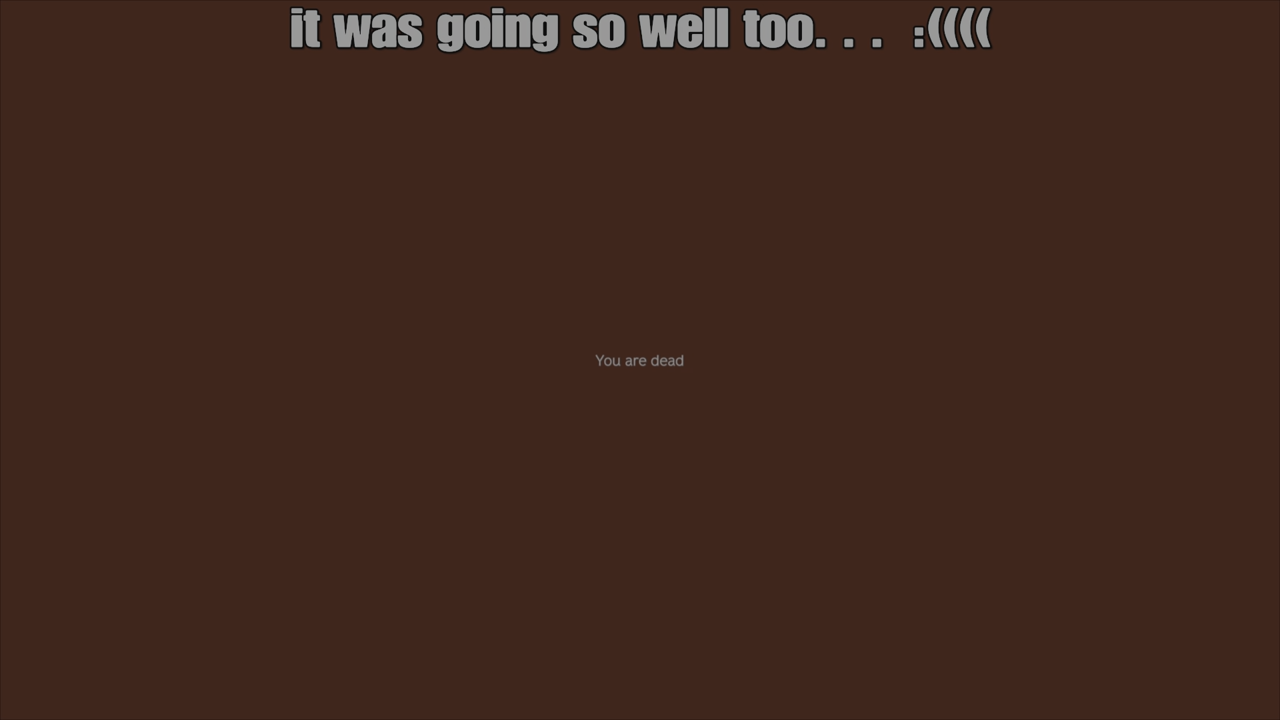 it was going so well too. . . :((((
You are dead